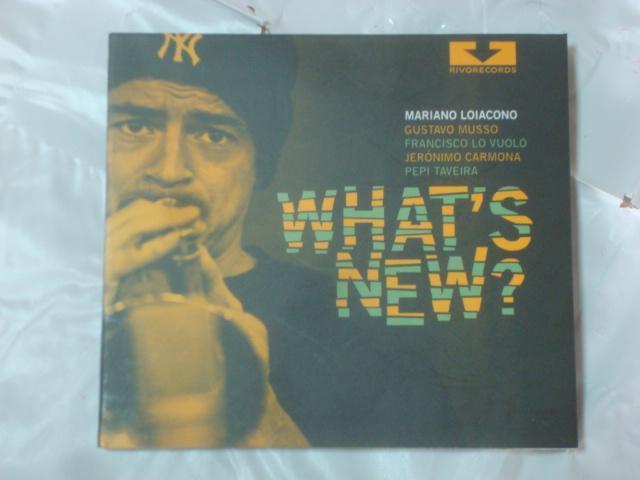 NY
RIVORECORDS
MARIANO LOIACONO
GUSTAVO MUSSO
FRANCISCO LO VUOLO
JERÓNIMO CARMONA
PEPI TAVEIRA
WHAT'S
NEW?